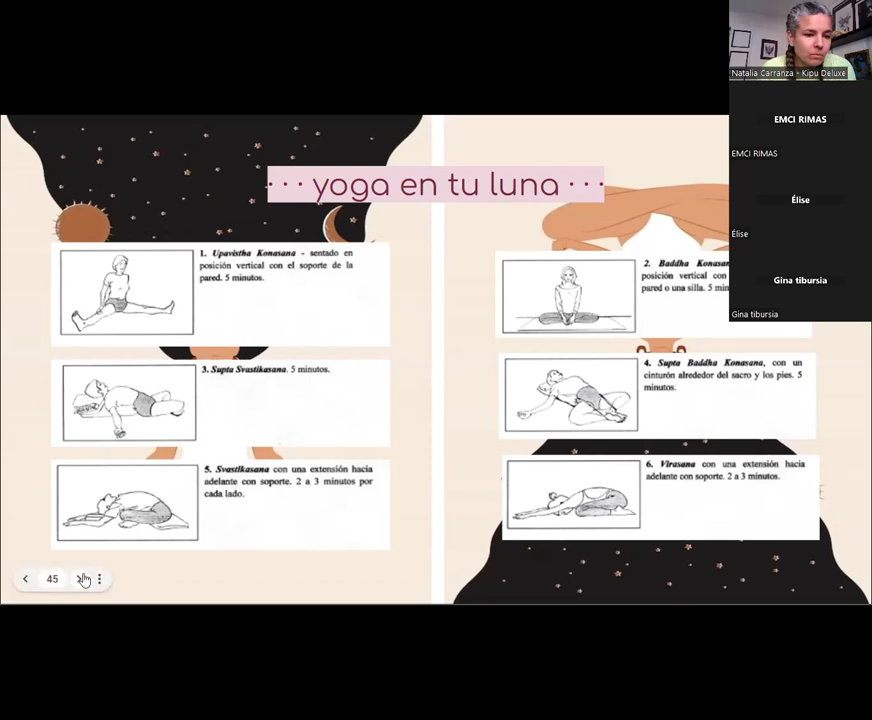 Natalia Carranza - Kipu Deluxe
EMCI RIMAS
EMCI RIMAS
Élise
Élise
Gina tibursia
Gina tibursia
··· yoga en tu luna ···
1. Upavistha Konasana - sentado en
posición vertical con el soporte de la
pared. 5 minutos.
2. Baddha Konasan
posición vertical con
pared o una silla. 5 min
3. Supta Svastikasana. 5 minutos.
4. Supta Baddha Konasana, con un
cinturón alrededor del sacro y los pies. 5
minutos.
5. Svastikasana con una extensión hacia
adelante con soporte. 2 a 3 minutos por
cada lado.
6. Virasana con una extensión hacia
adelante con soporte. 2 a 3 minutos.
45